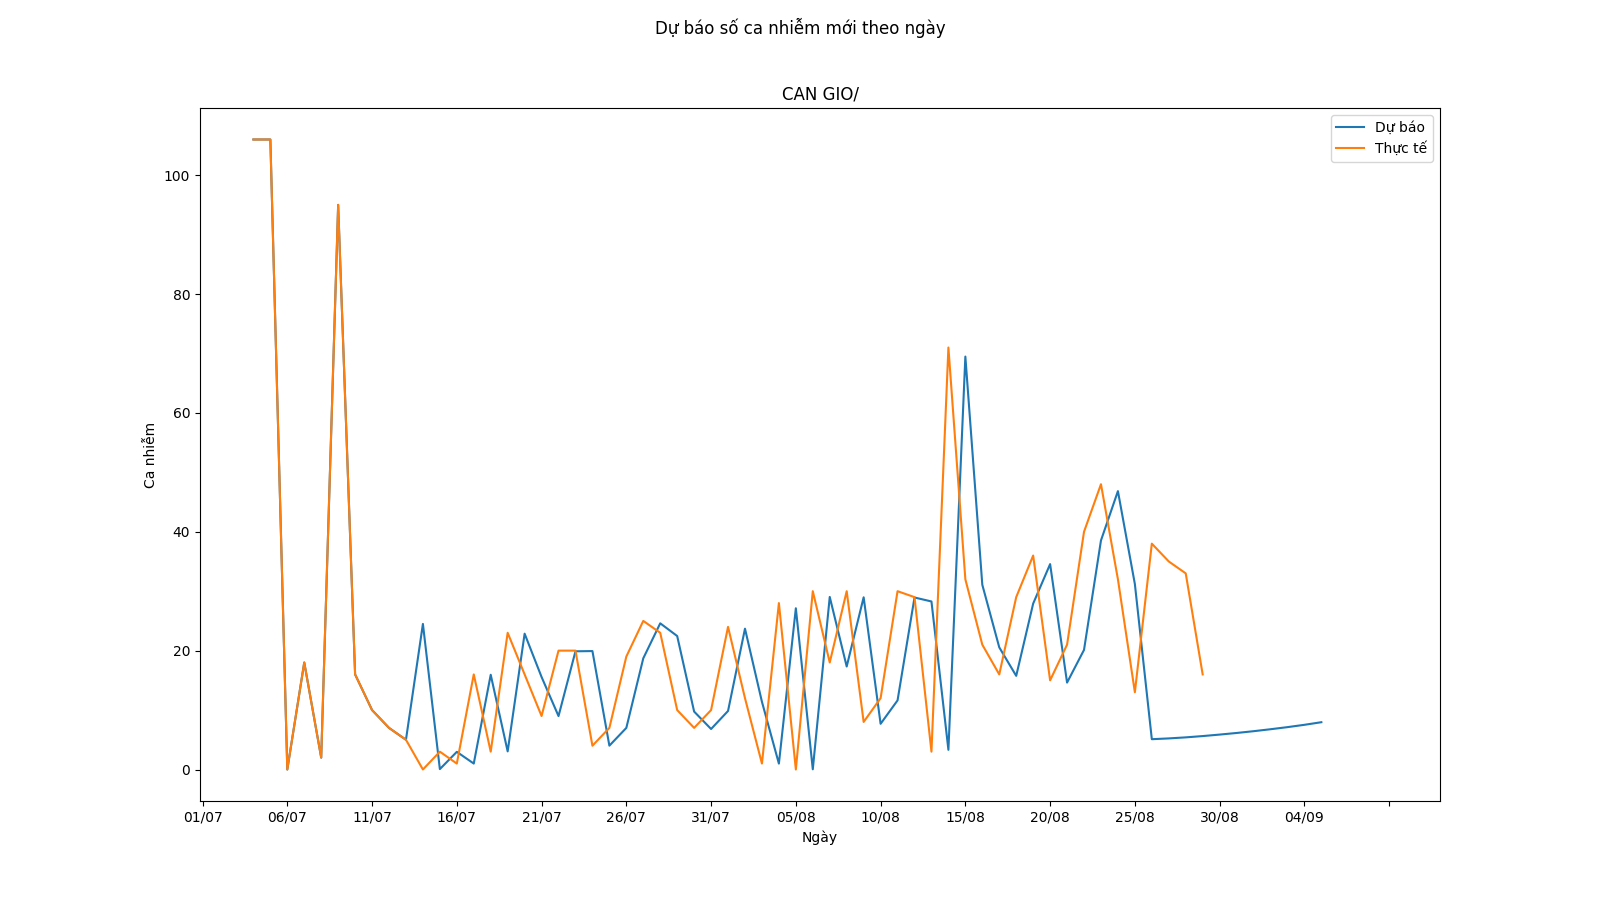 Dự báo số ca nhiễm mới theo ngày
CAN GIO/
Dự báo
Thực tế
100
80
60
40
20
0
Ca nhiễm
01/07 06/07 11/07 16/07 21/07 26/07 31/07 05/08 10/08 15/08 20/08 25/08 30/08 04/09
Ngày